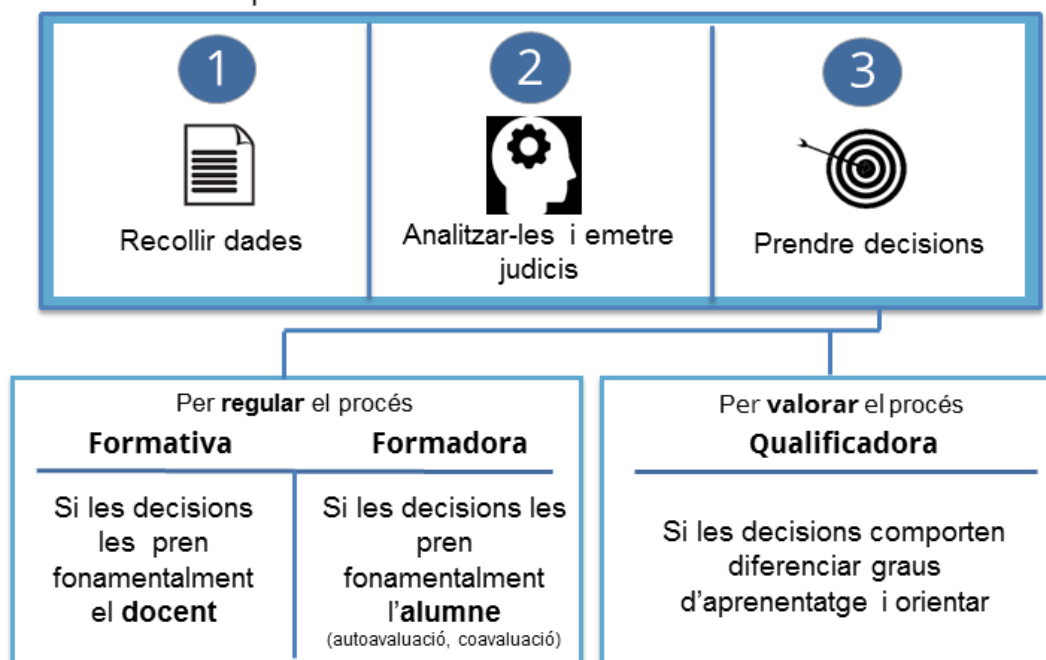 1
2
3
Recollir dades
Analitzar-les i emetre
judicis
Prendre decisions
Per regular el procés
Formativa
Formadora
Si les decisions
les pren
fonamentalment
el docent
Si les decisions les
pren
fonamentalment
l'alumne
(autoavaluació, coavaluació)
Per valorar el procés
Qualificadora
Si les decisions comporten
diferenciar graus
d'aprenentatge i orientar